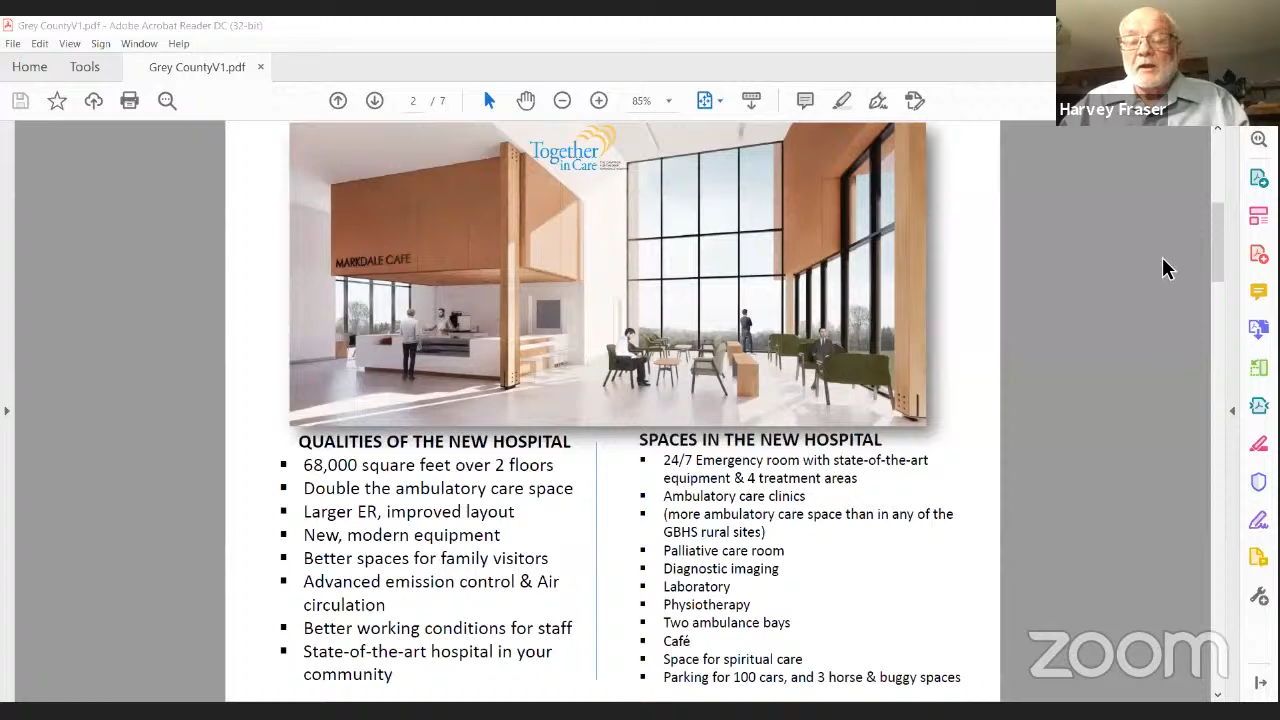 Grey CountyV1.pdf - Adobe Acrobat Reader DC (32-bit)
File Edit View Sign Window Help
Home Tools Grey CountyV1.pdf ×
2 / 7 85%
Harvey Fraser
Together
in Care
MARKDALE CAFE
QUALITIES OF THE NEW HOSPITAL
▪ 68,000 square feet over 2 floors
▪ Double the ambulatory care space
▪ Larger ER, improved layout
▪ New, modern equipment
▪ Better spaces for family visitors
▪ Advanced emission control & Air
circulation
▪ Better working conditions for staff
▪ State-of-the-art hospital in your
community
SPACES IN THE NEW HOSPITAL
▪ 24/7 Emergency room with state-of-the-art
equipment & 4 treatment areas
▪ Ambulatory care clinics
▪ (more ambulatory care space than in any of the
GBHS rural sites)
▪ Palliative care room
▪ Diagnostic imaging
▪ Laboratory
▪ Physiotherapy
▪ Two ambulance bays
▪ Café
▪ Space for spiritual care
▪ Parking for 100 cars, and 3 horse & buggy spaces
zoom